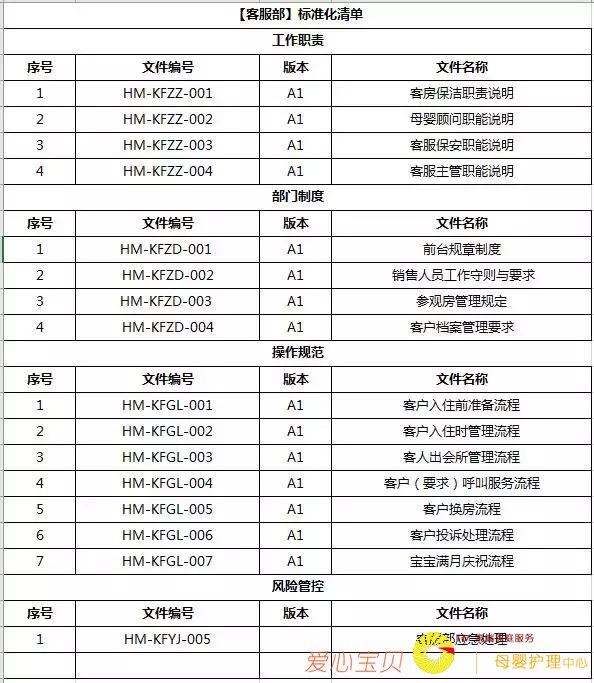 【客服部】标准化清单
工作职责
序号 文件编号 版本 文件名称
1 HM-KFZZ-001 A1 客房保洁职责说明
2 HM-KFZZ-002 A1 母婴顾问职能说明
3 HM-KFZZ-003 A1 客服保安职能说明
4 HM-KFZZ-004 A1 客服主管职能说明
部门制度
序号 文件编号 版本 文件名称
1 HM-KFZD-001 A1 前台规章制度
2 HM-KFZD-002 A1 销售人员工作守则与要求
3 HM-KFZD-003 A1 参观房管理规定
4 HM-KFZD-004 A1 客户档案管理要求
操作规范
序号 文件编号 版本 文件名称
1 HM-KFGL-001 A1 客户入住前准备流程
2 HM-KFGL-002 A1 客户入住时管理流程
3 HM-KFGL-003 A1 客人出会所管理流程
4 HM-KFGL-004 A1 客户（要求）呼叫服务流程
5 HM-KFGL-005 A1 客户换房流程
6 HM-KFGL-006 A1 客户投诉处理流程
7 HM-KFGL-007 A1 宝宝满月庆祝流程
风险管控
序号 文件编号 版本 文件名称
1 HM-KFYJ-005 部应急处理
庭服务
爱心宝贝 母婴护理中心